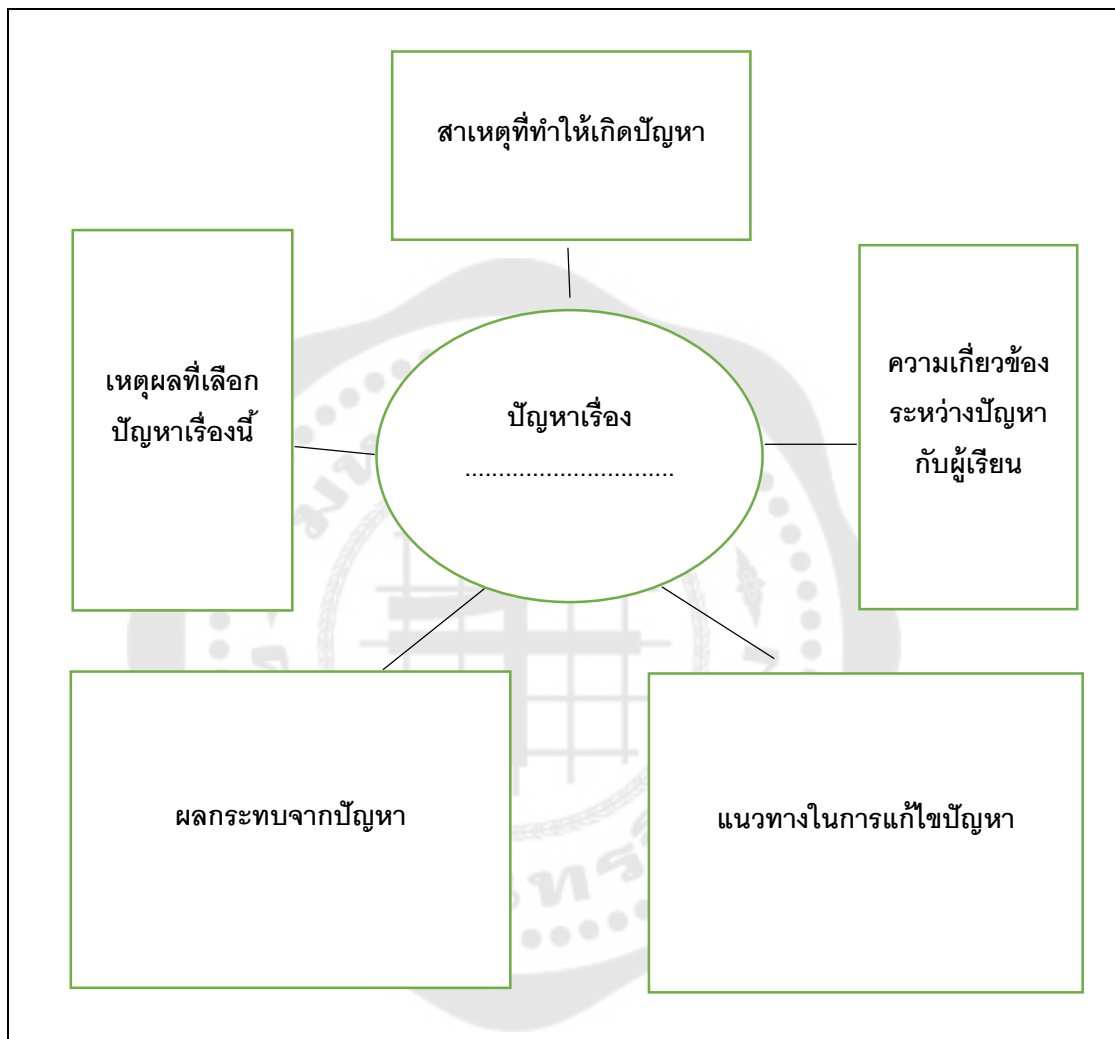 สาเหตุที่ทำให้เกิดปัญหา
เหตุผลที่เลือก
ปัญหาเรื่องนี้
ปัญหาเรื่อง
................................
ความเกี่ยวข้อง
ระหว่างปัญหา
กับผู้เรียน
ผลกระทบจากปัญหา
แนวทางในการแก้ไขปัญหา